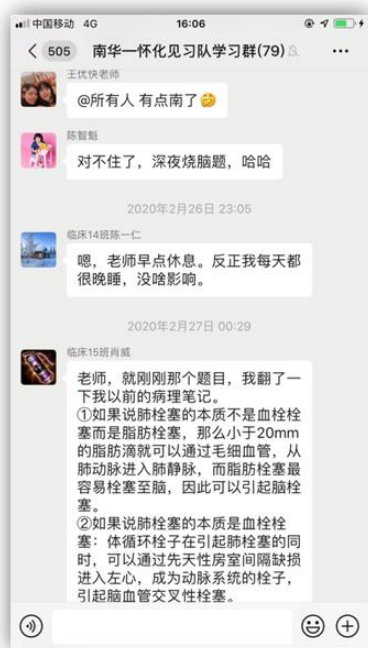 中国移动 4G 16:06
505 南华一怀化见习队学习群(79)
王优快老师
@所有人 有点南了
陈智魁
对不住了，深夜烧脑题，哈哈
2020年2月26日 23:05
临床14班陈一仁
嗯，老师早点休息。反正我每天都
很晚睡，没啥影响。
2020年2月27日 00:29
临床15班肖威
老师，就刚刚那个题目，我翻了一
下我以前的病理笔记。
①如果说肺栓塞的本质不是血栓栓
塞而是脂肪栓塞，那么小于20mm
的脂肪滴就可以通过毛细血管，从
肺动脉进入肺静脉，而脂肪栓塞最
容易栓塞至脑，因此可以引起脑栓
塞。
②如果说肺栓塞的本质是血栓栓
塞：体循环栓子在引起肺栓塞的同
时，可以通过先天性房室间隔缺损
进入左心，成为动脉系统的栓子，
引起脑血管交叉性栓塞。